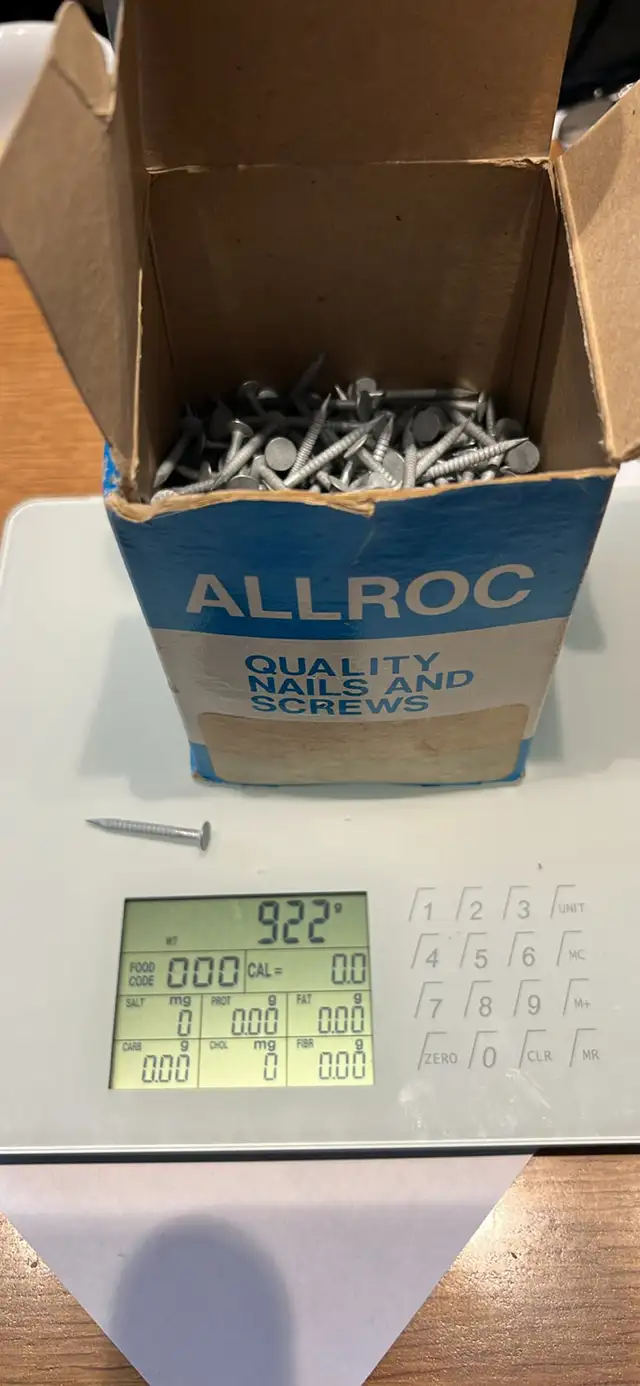 ALLROC
QUALITY
NAILS AND
SCREWS
922 g
WT
FOOD CODE 000 CAL = 0.0
SALT mg 0 PROT g 0.00 FAT g 0.00
CARB g 0.00 CHOL mg 0 FIBR g 0.00
1 2 3 UNIT
4 5 6 MC
7 8 9 M+
ZERO 0 CLR MR